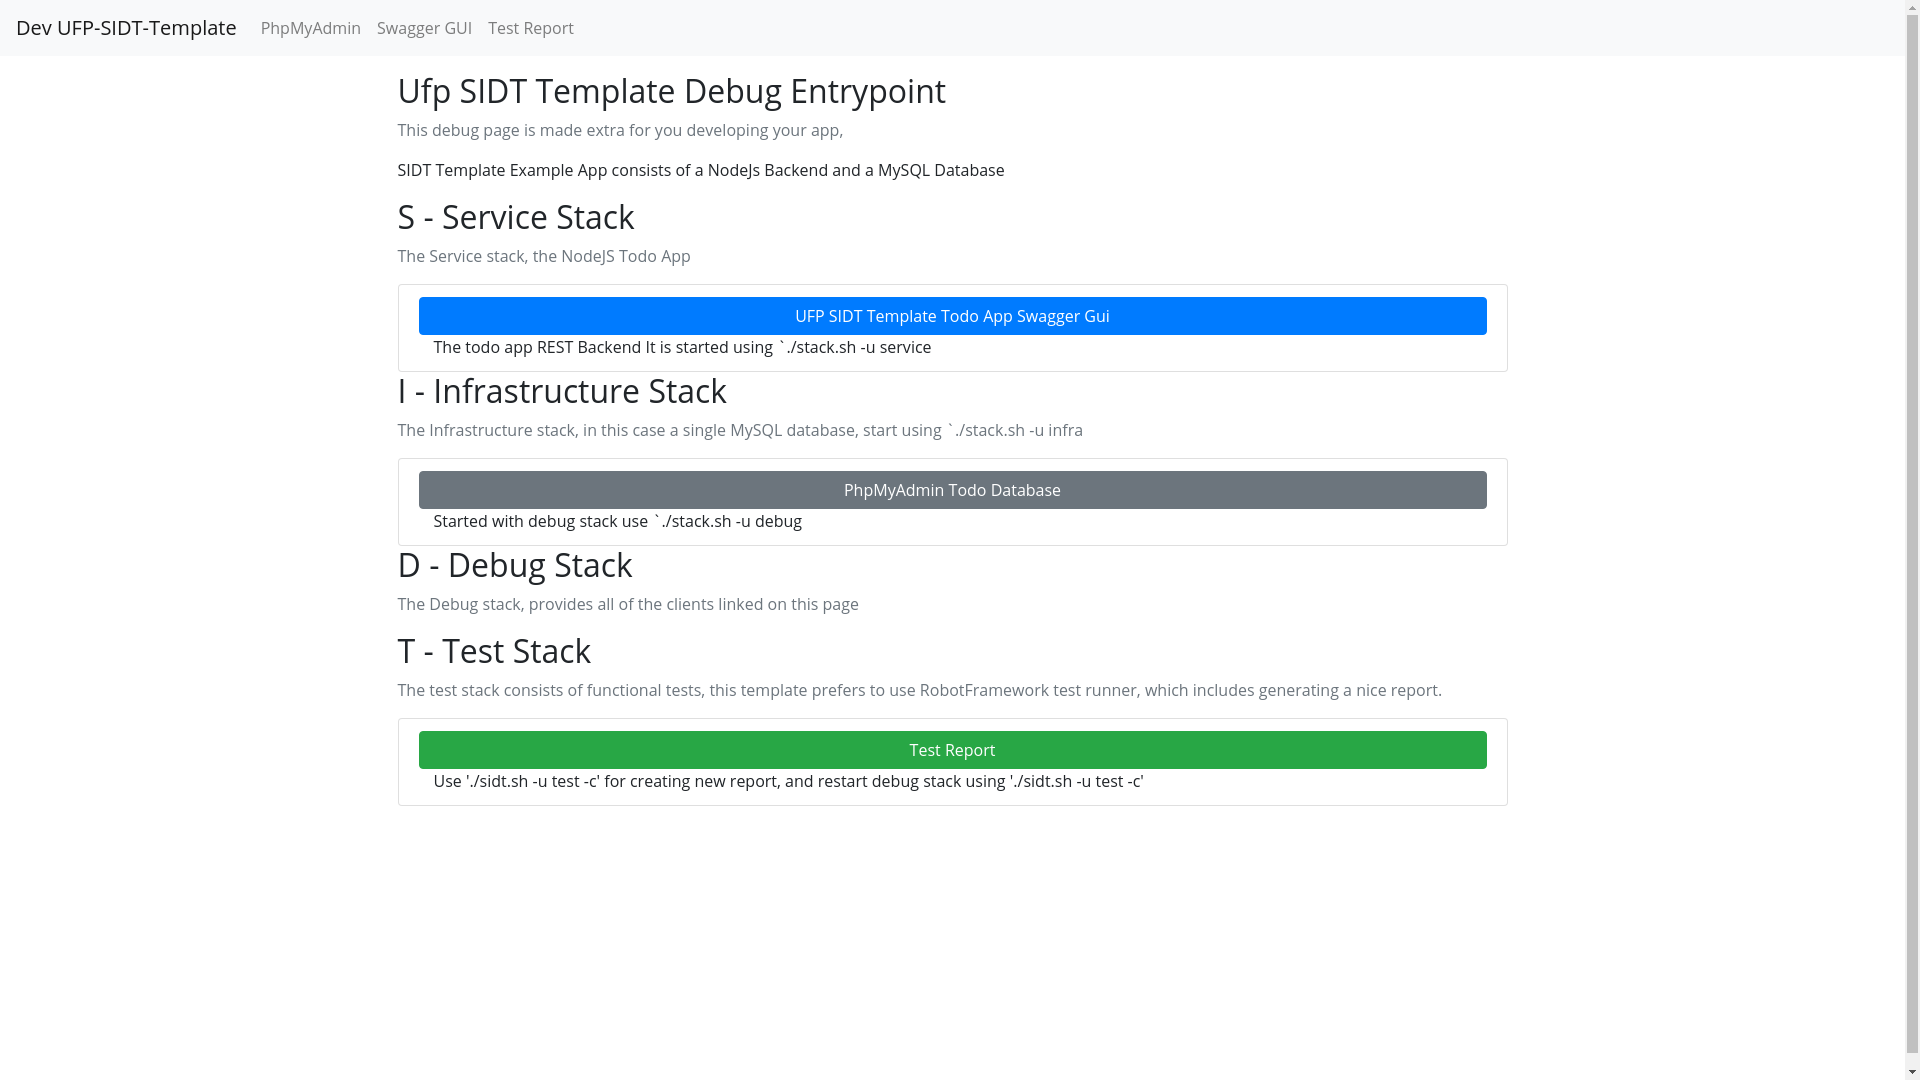 Dev UFP-SIDT-Template PhpMyAdmin Swagger GUI Test Report
Ufp SIDT Template Debug Entrypoint
This debug page is made extra for you developing your app,
SIDT Template Example App consists of a NodeJs Backend and a MySQL Database
S - Service Stack
The Service stack, the NodeJS Todo App
UFP SIDT Template Todo App Swagger Gui
The todo app REST Backend It is started using `./stack.sh -u service
I - Infrastructure Stack
The Infrastructure stack, in this case a single MySQL database, start using `./stack.sh -u infra
PhpMyAdmin Todo Database
Started with debug stack use `./stack.sh -u debug
D - Debug Stack
The Debug stack, provides all of the clients linked on this page
T - Test Stack
The test stack consists of functional tests, this template prefers to use RobotFramework test runner, which includes generating a nice report.
Test Report
Use './sidt.sh -u test -c' for creating new report, and restart debug stack using './sidt.sh -u test -c'